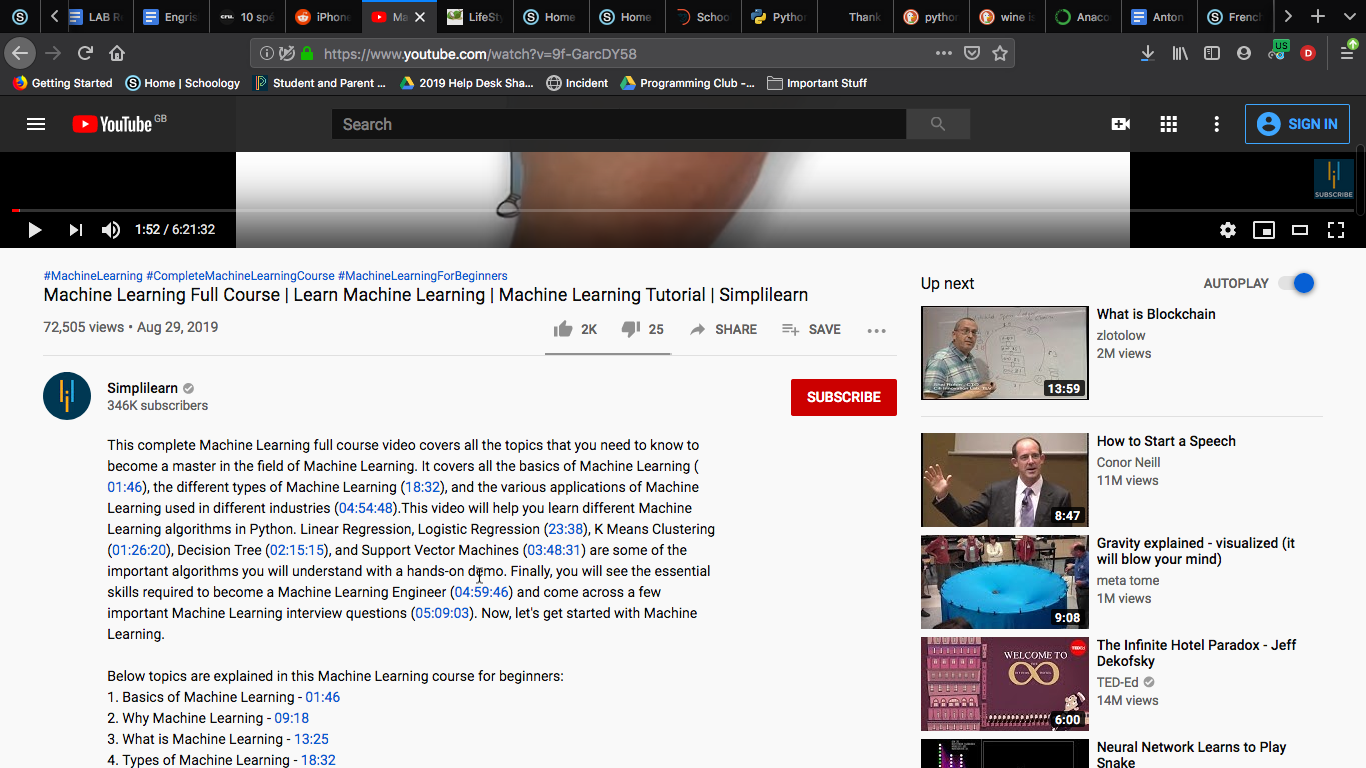 LAB R
Engris
cnu. 10 spé
iPhone
Ma
LifeSty
Home
Home
Schoo
Pythor
Thank
python
wine is
Anaco
Anton
French
https://www.youtube.com/watch?v=9f-GarcDY58
US
D
Getting Started
Home | Schoology
Student and Parent ...
2019 Help Desk Sha...
Incident
Programming Club -...
Important Stuff
YouTube GB
Search
SIGN IN
SUBSCRIBE
1:52 / 6:21:32
#MachineLearning #CompleteMachineLearningCourse #MachineLearningForBeginners
Machine Learning Full Course | Learn Machine Learning | Machine Learning Tutorial | Simplilearn
72,505 views • Aug 29, 2019
2K
25
SHARE
SAVE
Simplilearn
346K subscribers
SUBSCRIBE
This complete Machine Learning full course video covers all the topics that you need to know to
become a master in the field of Machine Learning. It covers all the basics of Machine Learning (
01:46), the different types of Machine Learning (18:32), and the various applications of Machine
Learning used in different industries (04:54:48).This video will help you learn different Machine
Learning algorithms in Python. Linear Regression, Logistic Regression (23:38), K Means Clustering
(01:26:20), Decision Tree (02:15:15), and Support Vector Machines (03:48:31) are some of the
important algorithms you will understand with a hands-on demo. Finally, you will see the essential
skills required to become a Machine Learning Engineer (04:59:46) and come across a few
important Machine Learning interview questions (05:09:03). Now, let's get started with Machine
Learning.
Below topics are explained in this Machine Learning course for beginners:
1. Basics of Machine Learning - 01:46
2. Why Machine Learning - 09:18
3. What is Machine Learning - 13:25
4. Types of Machine Learning - 18:32
Up next
AUTOPLAY
What is Blockchain
zlotolow
2M views
13:59
How to Start a Speech
Conor Neill
11M views
8:47
Gravity explained - visualized (it
will blow your mind)
meta tome
1M views
9:08
WELCOME TO
The Infinite Hotel Paradox - Jeff
Dekofsky
TED-Ed
14M views
6:00
Neural Network Learns to Play
Snake